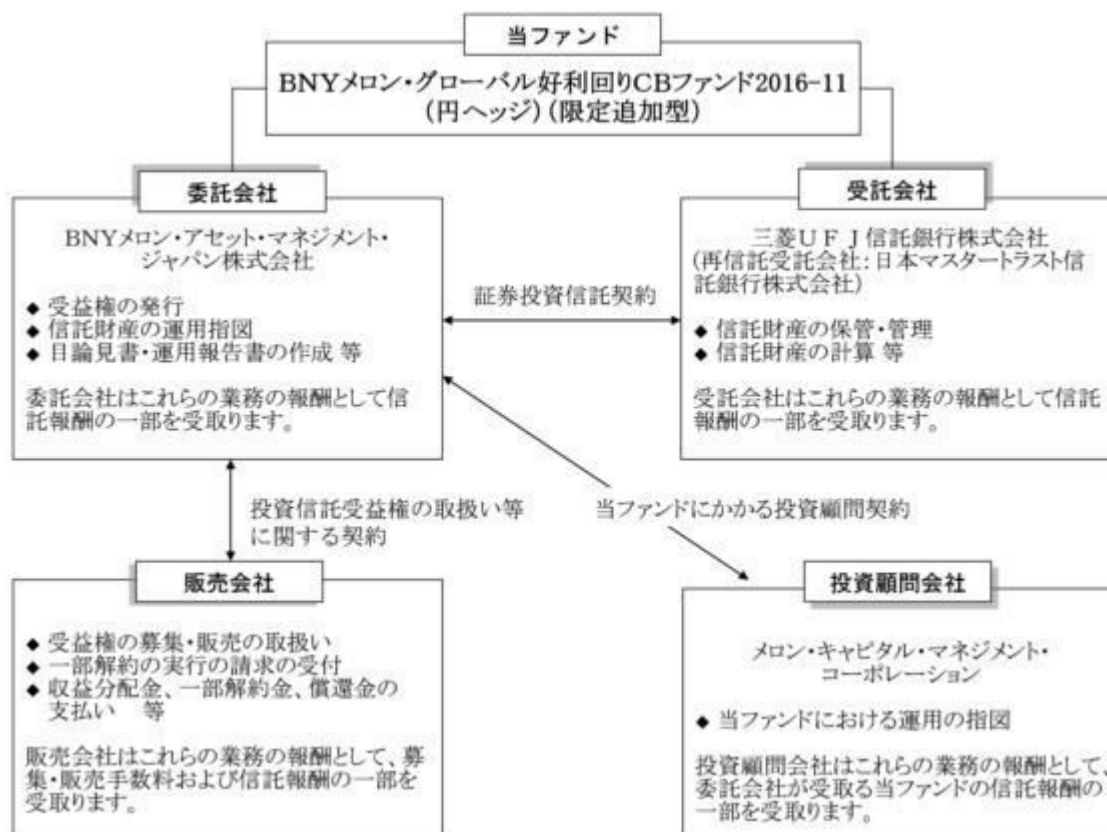 当ファンド
BNYメロン・グローバル好利回りCBファンド2016-11
(円ヘッジ)(限定追加型)
委託会社
BNYメロン・アセット・マネジメント・
ジャパン株式会社
◆ 受益権の発行
◆ 信託財産の運用指図
◆ 目論見書・運用報告書の作成 等
委託会社はこれらの業務の報酬として信
託報酬の一部を受取ります。
証券投資信託契約
受託会社
三菱UFJ信託銀行株式会社
(再信託受託会社:日本マスタートラスト信
託銀行株式会社)
◆ 信託財産の保管・管理
◆ 信託財産の計算 等
受託会社はこれらの業務の報酬として信託
報酬の一部を受取ります。
投資信託受益権の取扱い等
に関する契約
当ファンドにかかる投資顧問契約
販売会社
◆ 受益権の募集・販売の取扱い
◆ 一部解約の実行の請求の受付
◆ 収益分配金、一部解約金、償還金の
支払い 等
販売会社はこれらの業務の報酬として、募
集・販売手数料および信託報酬の一部を
受取ります。
投資顧問会社
メロン・キャピタル・マネジメント・
コーポレーション
◆ 当ファンドにおける運用の指図
投資顧問会社はこれらの業務の報酬として、
委託会社が受取る当ファンドの信託報酬の
一部を受取ります。